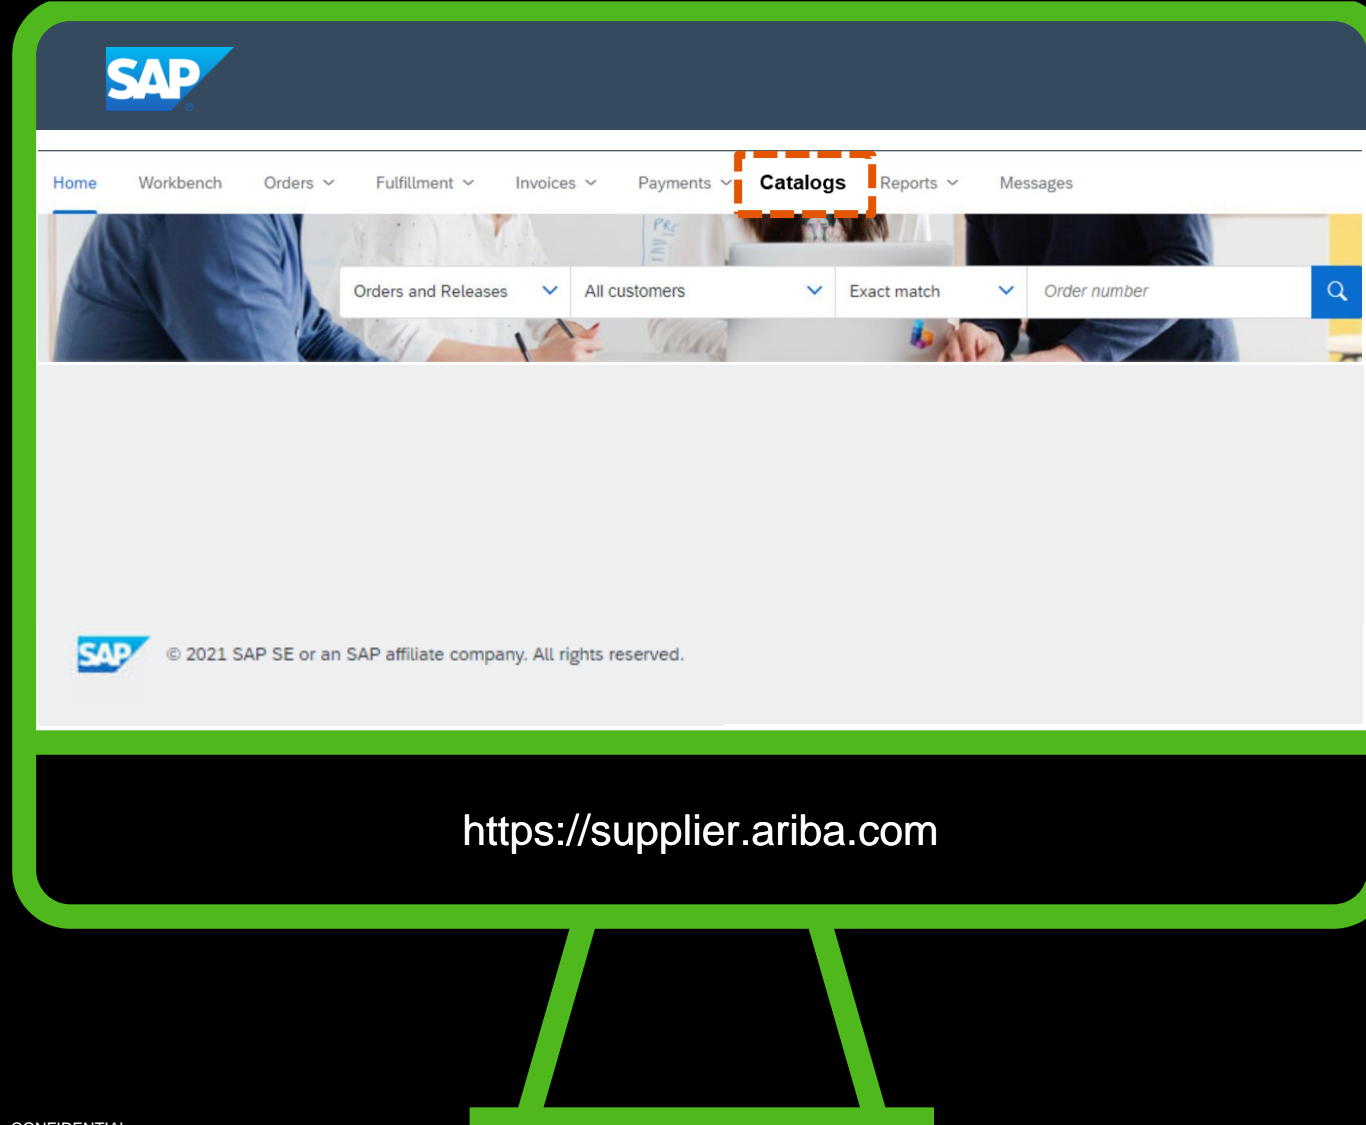 SAP
Home Workbench Orders Fulfillment Invoices Payments Catalogs Reports Messages
Orders and Releases All customers Exact match Order number
SAP © 2021 SAP SE or an SAP affiliate company. All rights reserved.
https://supplier.ariba.com
CONFIDENTIAL